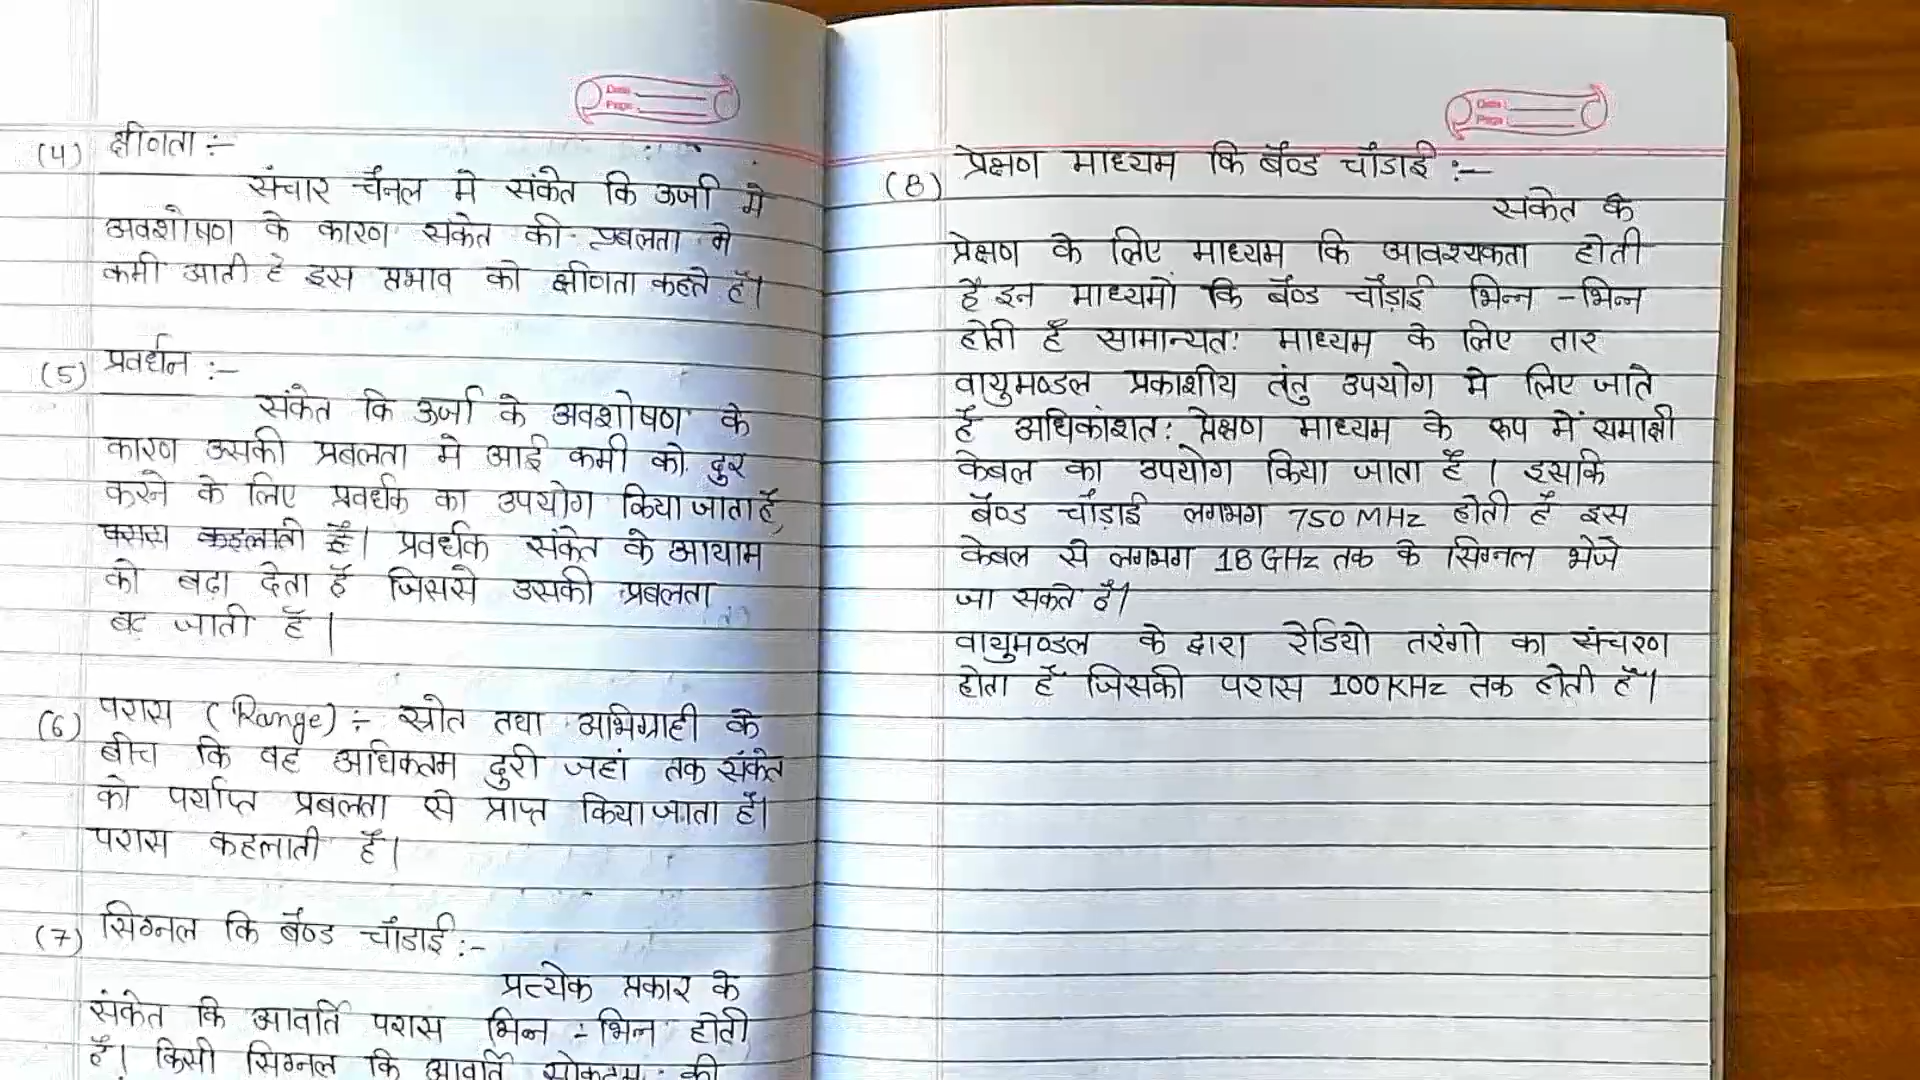 Date
Page
(4) क्षीणता :-
संचार चैनल मे संकेत कि ऊर्जा मे
अवशोषण के कारण संकेत की प्रबलता मे
कमी आती है इस प्रभाव को क्षीणता कहते हैं।
(5) प्रवर्धन :-
संकेत कि ऊर्जा के अवशोषण के
कारण उसकी प्रबलता मे आई कमी को दुर
करने के लिए प्रवर्धक का उपयोग किया जाता है,
परास कहलाती है। प्रवर्धक संकेत के आयाम
को बढ़ा देता है जिससे उसकी प्रबलता
बढ जाती हैं।
(6) परास (Range) :- स्रोत तथा अभिग्राही के
बीच कि वह अधिकतम दुरी जहां तक संकेत
को पर्याप्त प्रबलता से प्राप्त किया जाता हैं।
परास कहलाती हैं।
(7) सिग्नल कि बैण्ड चौडाई :-
प्रत्येक प्रकार के
संकेत कि आवर्ति परास भिन्न - भिन्न होती
है। किसी सिग्नल कि आवर्ति की
Date :
Page :
(8) प्रेक्षण माध्यम कि बैण्ड चौडाई :-
संकेत के
प्रेक्षण के लिए माध्यम कि आवश्यकता होती
है इन माध्यमों कि बैण्ड चौड़ाई भिन्न - भिन्न
होती हैं सामान्यतः माध्यम के लिए तार
वायुमण्डल प्रकाशीय तंतु उपयोग मे लिए जाते
हैं अधिकांशतः प्रेक्षण माध्यम के रूप में समाक्षी
केबल का उपयोग किया जाता हैं। इसकि
बैण्ड चौड़ाई लगभग 750 MHz होती हैं इस
केबल से लगभग 18 GHz तक के सिग्नल भेजे
जा सकते हैं।
वायुमण्डल के द्वारा रेडियो तरंगो का संचरण
होता हैं जिसकी परास 100 KHz तक होती हैं।